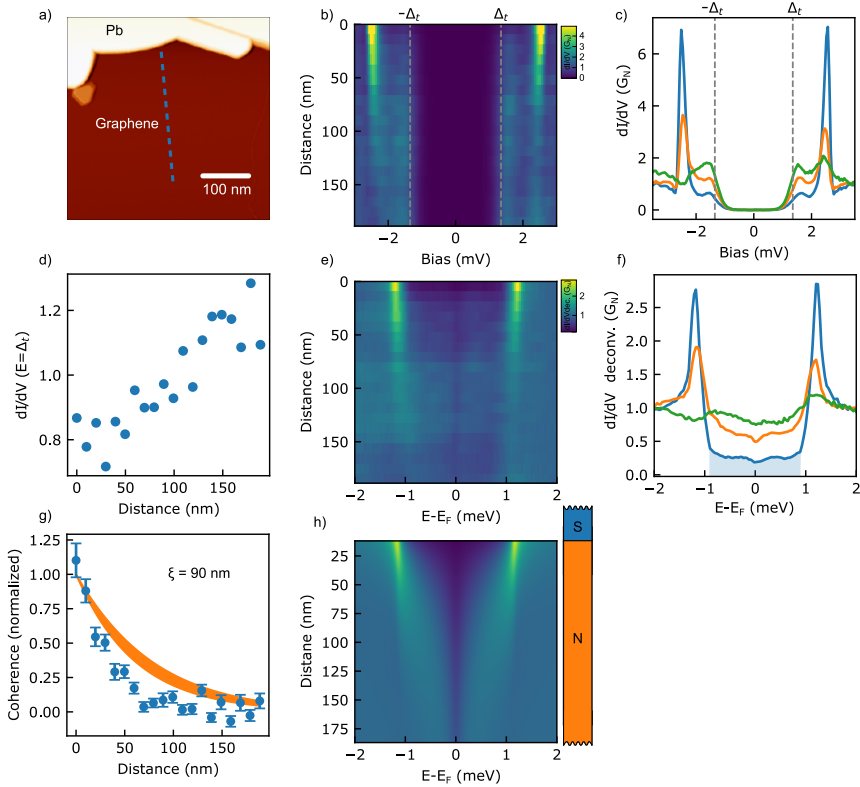 a)
Pb
Graphene
100 nm
b)
−Δt
Δt
0
50
100
150
Distance (nm)
−2
0
2
Bias (mV)
4
3
2
1
0
dI/dV (GN)
c)
−Δt
Δt
dI/dV (GN)
6
4
2
0
−2
0
2
Bias (mV)
d)
dI/dV (E=Δt)
1.2
1.0
0.8
0
50
100
150
Distance (nm)
e)
Distance (nm)
0
50
100
150
−2
−1
0
1
2
E-EF (meV)
2
1
dI/dVdec. (GN)
f)
dI/dV deconv. (GN)
2.5
2.0
1.5
1.0
0.5
0.0
−2
−1
0
1
2
E-EF (meV)
g)
Coherence (normalized)
1.25
1.00
0.75
0.50
0.25
0.00
ξ = 90 nm
0
50
100
150
Distance (nm)
h)
Distane (nm)
25
50
75
100
125
150
175
−2
−1
0
1
2
E-EF (meV)
S
N